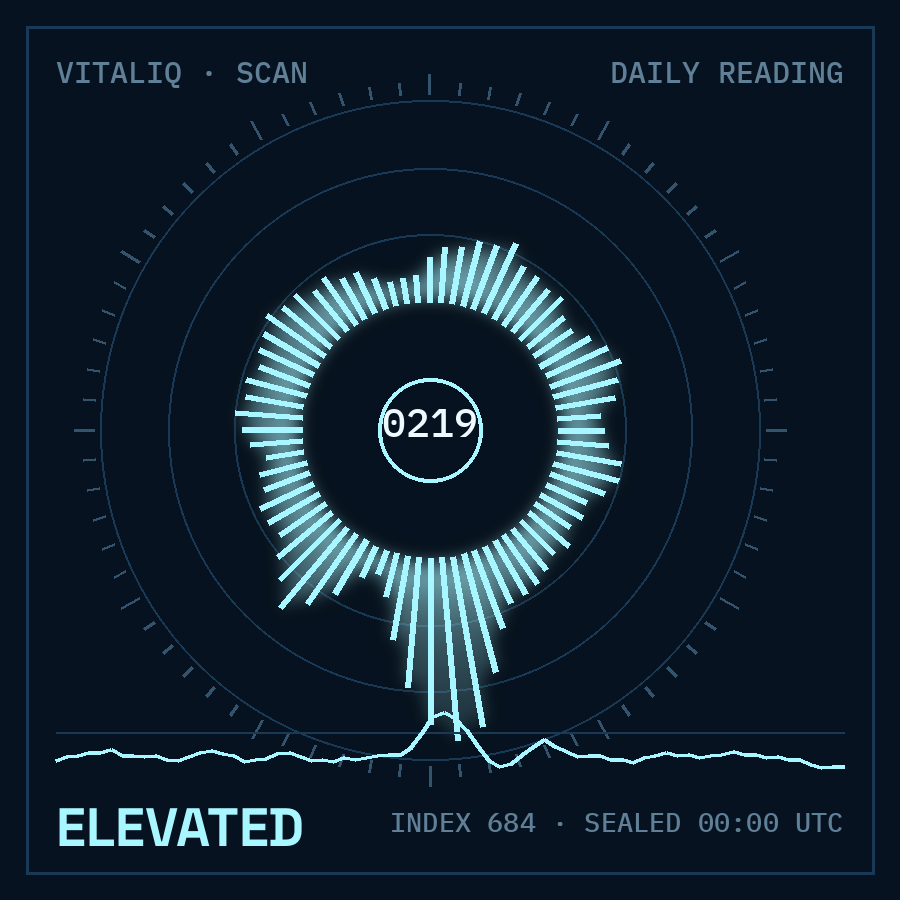 VITALIQ · SCAN
DAILY READING
0219
ELEVATED
INDEX 684 · SEALED 00:00 UTC